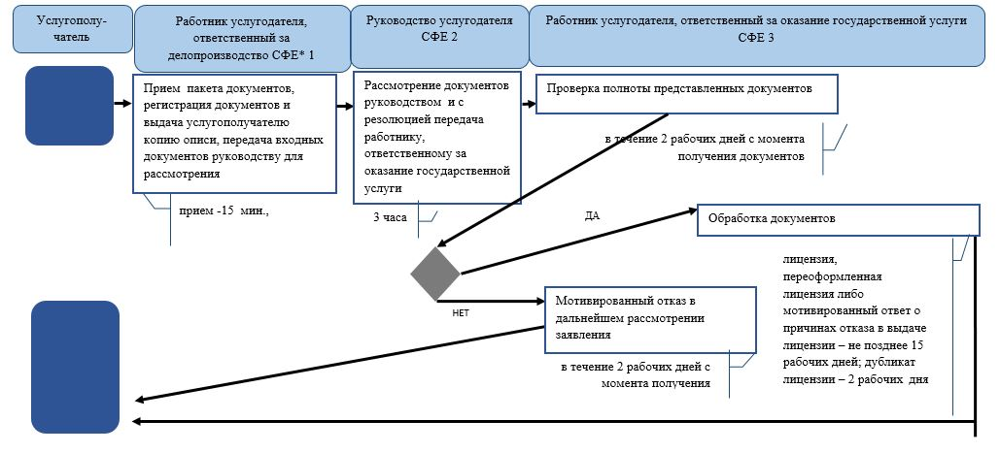 Услугополу-
чатель
Работник услугодателя,
ответственный за
делопроизводство СФЕ* 1
Руководство услугодателя
СФЕ 2
Работник услугодателя, ответственный за оказание государственной услуги
СФЕ 3
Прием пакета документов,
регистрация документов и
выдача услугополучателю
копию описи, передача входных
документов руководству для
рассмотрения
прием -15 мин.,
Рассмотрение документов
руководством и с
резолюцией передача
работнику,
ответственному за
оказание государственной
услуги
3 часа
Проверка полноты представленных документов
в течение 2 рабочих дней с момента
получения документов
ДА
Обработка документов
лицензия,
переоформленная
лицензия либо
мотивированный ответ о
причинах отказа в выдаче
лицензии – не позднее 15
рабочих дней; дубликат
лицензии – 2 рабочих дня
НЕТ
Мотивированный отказ в
дальнейшем рассмотрении
заявления
в течение 2 рабочих дней с
момента получения